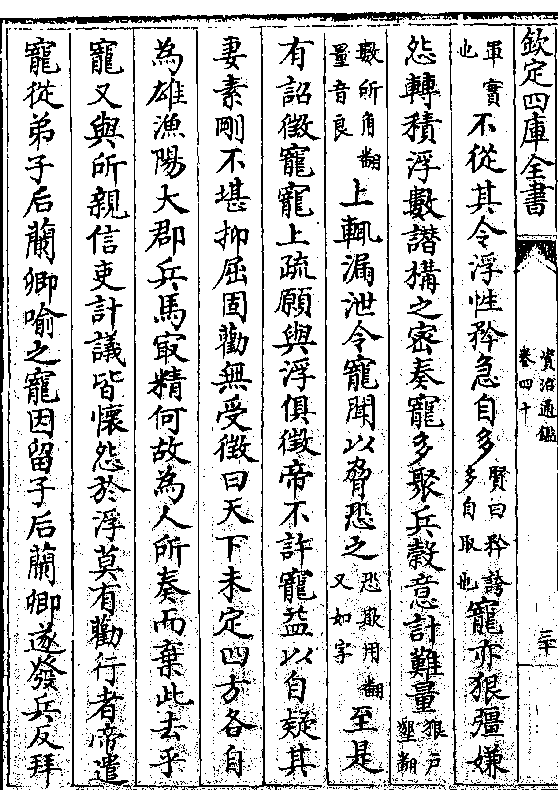 欽定四庫全書
資治通鑑
卷四十
三十
軍實
也
不從其令浮性矜急自多
賢曰矜誇
多自取也
寵亦狠彊嫌
怨轉積浮數譖構之密奏寵多聚兵穀意計難量
狠戶
墾翻
數所角翻
量音良
上輒漏泄令寵聞以脅恐之
恐欺用翻
又如字
至是
有詔徵寵寵上疏願與浮俱徵帝不許寵益以自疑其
妻素剛不堪抑屈固勸無受徵曰天下未定四方各自
為雄漁陽大郡兵馬㝡精何故為人所奏而棄此去乎
寵又與所親信吏計議皆懷怨於浮莫有勸行者帝遣
寵從弟子后蘭卿喻之寵因留子后蘭卿遂發兵反拜